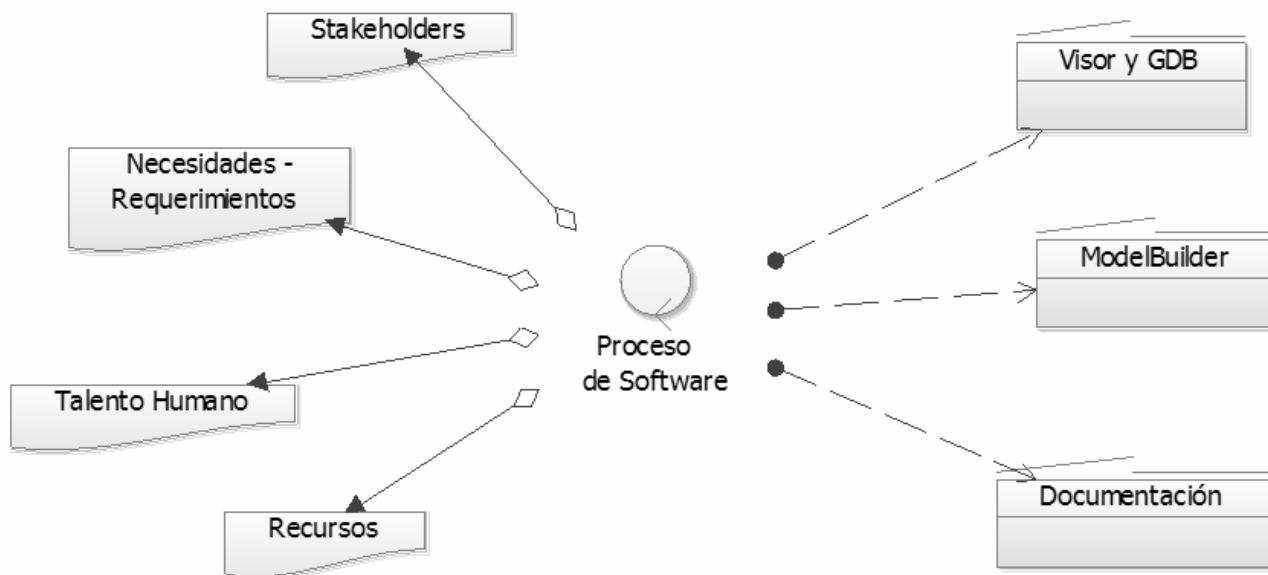 Stakeholders
Necesidades -
Requerimientos
Talento Humano
Recursos
Proceso
de Software
Visor y GDB
ModelBuilder
Documentación